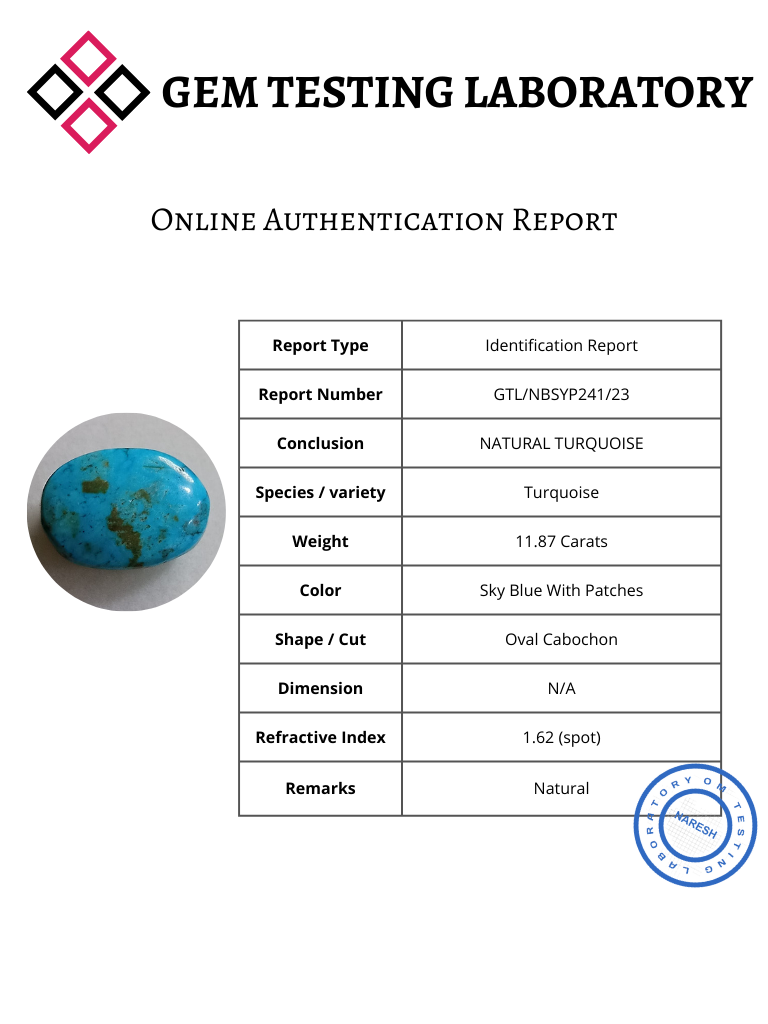 GEM TESTING LABORATORY
Online Authentication Report
Report Type Identification Report
Report Number GTL/NBSYP241/23
Conclusion NATURAL TURQUOISE
Species / variety Turquoise
Weight 11.87 Carats
Color Sky Blue With Patches
Shape / Cut Oval Cabochon
Dimension N/A
Refractive Index 1.62 (spot)
Remarks Natural
OM TESTING LABORATORY
NARESH